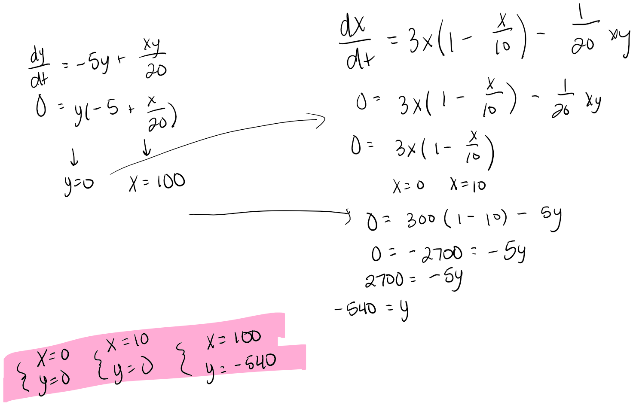 dy/dt = -5y + xy/20
0 = y(-5 + x/20)
↓ ↓
y=0 x=100
dx/dt = 3x(1 - x/10) - 1/20 xy
0 = 3x(1 - x/10) - 1/20 xy
0 = 3x(1 - x/10)
x=0 x=10
0 = 300(1-10) - 5y
0 = -2700 = -5y
2700 = -5y
-540 = y
{ x=0 { x=10 { x=100
y=0 y=0 y=-540